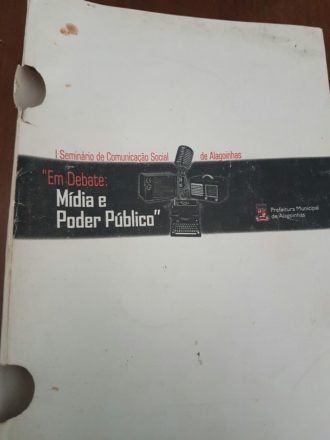 I Seminário de Comunicação Social de Alagoinhas
"Em Debate:
Mídia e
Poder Público"
Prefeitura Municipal
de Alagoinhas